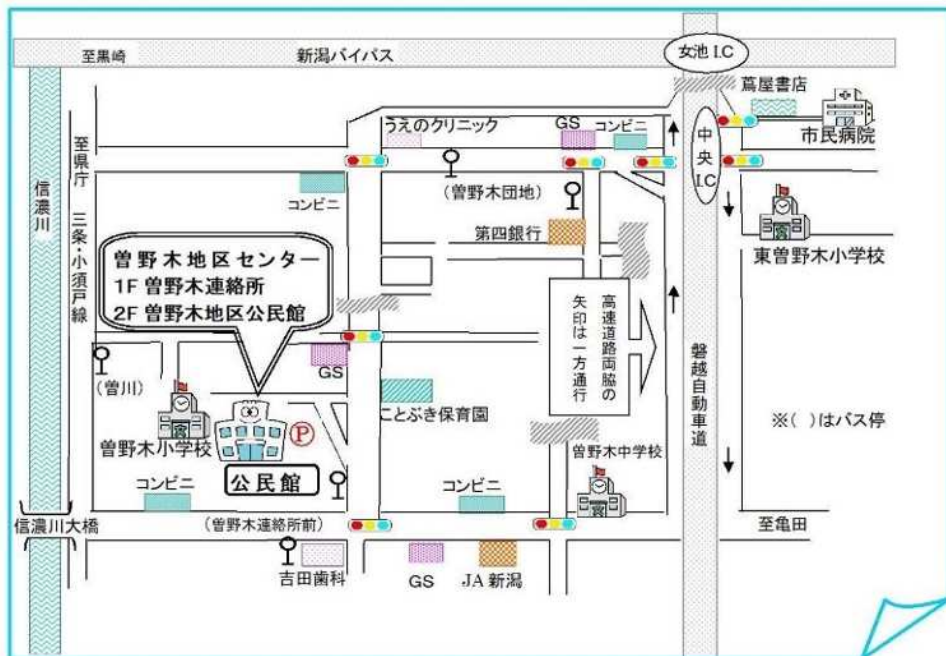 女池 I.C
至黒崎
新潟バイパス
蔦屋書店
市民病院
うえのクリニック
GS
コンビニ
中央I.C
至県庁
三条・小須戸線
信濃川
コンビニ
(曽野木団地)
第四銀行
東曽野木小学校
曽野木地区センター
1F 曽野木連絡所
2F 曽野木地区公民館
高速道路両脇の
矢印は一方通行
磐越自動車道
GS
(曽川)
ことぶき保育園
※( )はバス停
曽野木小学校
P
公民館
曽野木中学校
コンビニ
コンビニ
信濃川大橋
(曽野木連絡所前)
至亀田
吉田歯科
GS
JA 新潟